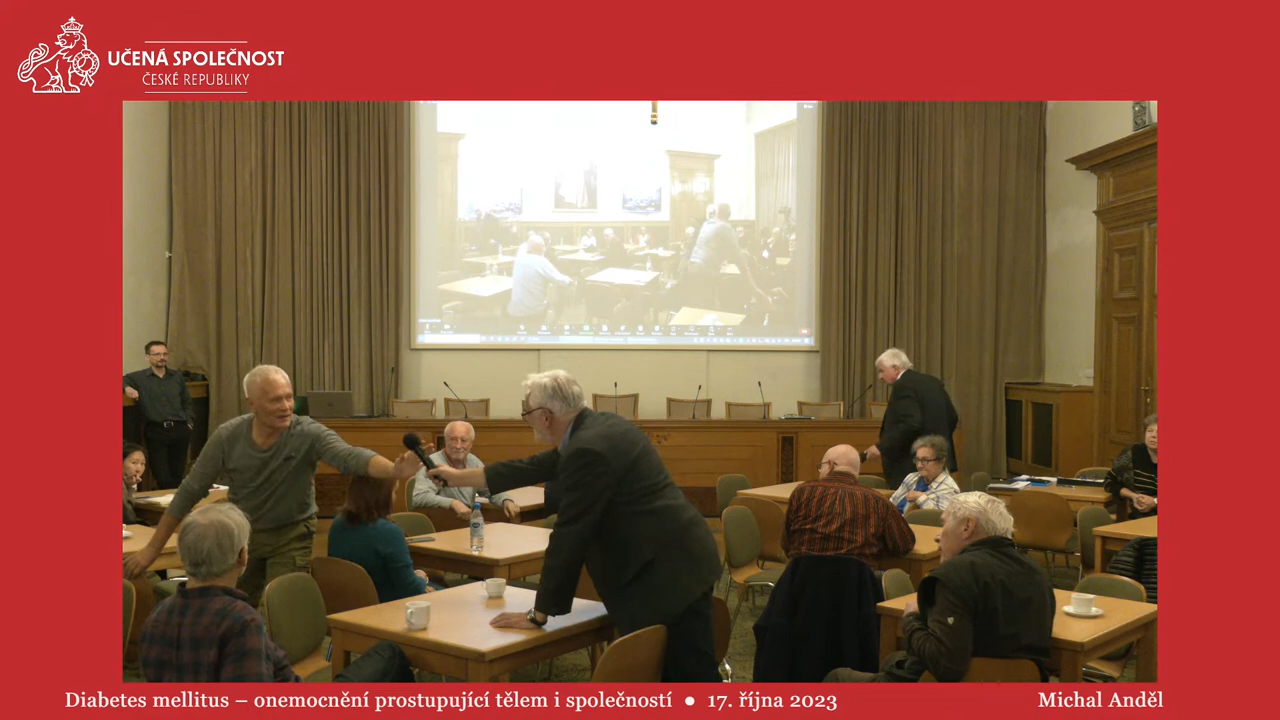 UČENÁ SPOLEČNOST
ČESKÉ REPUBLIKY
Diabetes mellitus – onemocnění prostupující tělem i společností ● 17. října 2023
Michal Anděl